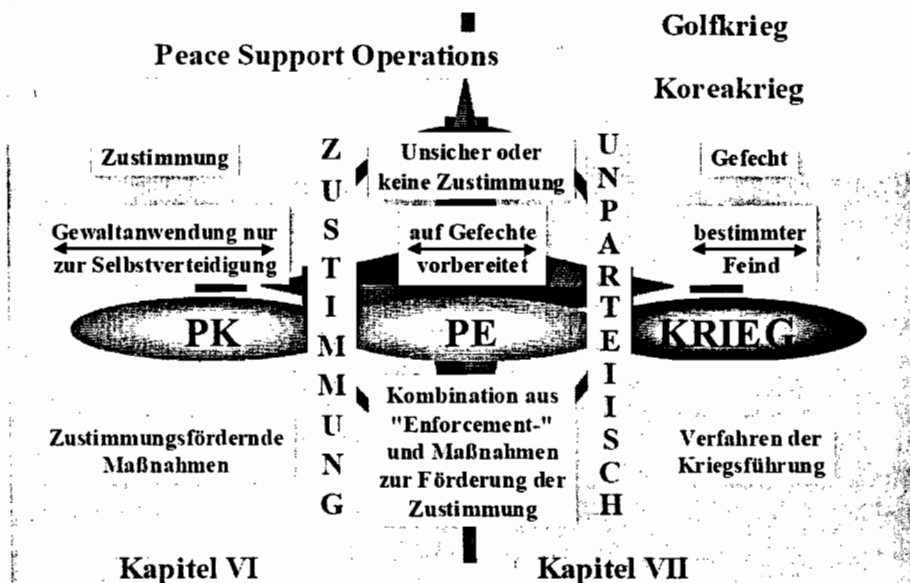 Peace Support Operations
Golfkrieg
Koreakrieg
Zustimmung
Gewaltanwendung nur
zur Selbstverteidigung
PK
Zustimmungsfördernde
Maßnahmen
ZUSTIMMUNG
Unsicher oder
keine Zustimmung
auf Gefechte
vorbereitet
PE
Kombination aus
"Enforcement-"
und Maßnahmen
zur Förderung der
Zustimmung
UNPARTEIISCH
Gefecht
bestimmter
Feind
KRIEG
Verfahren der
Kriegsführung
Kapitel VI
Kapitel VII